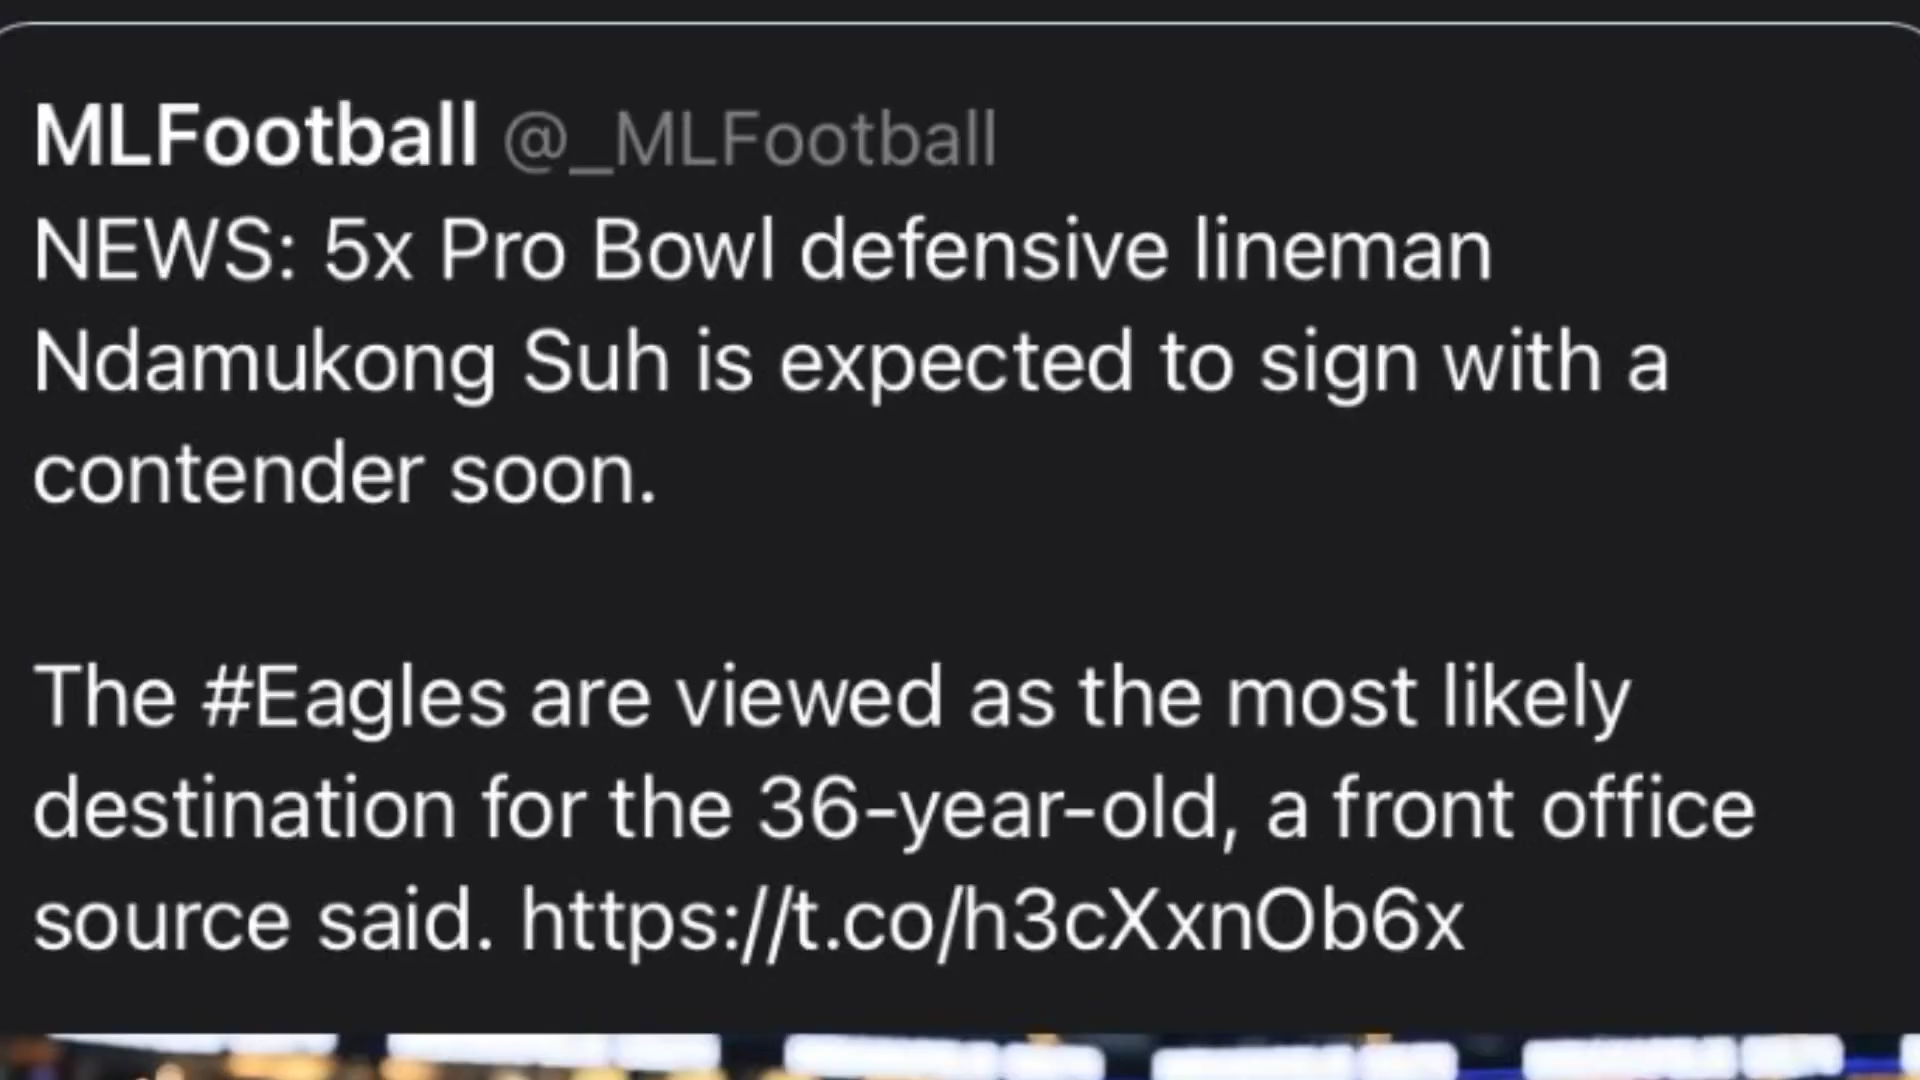 MLFootball @_MLFootball
NEWS: 5x Pro Bowl defensive lineman
Ndamukong Suh is expected to sign with a
contender soon.
The #Eagles are viewed as the most likely
destination for the 36-year-old, a front office
source said. https://t.co/h3cXxnOb6x